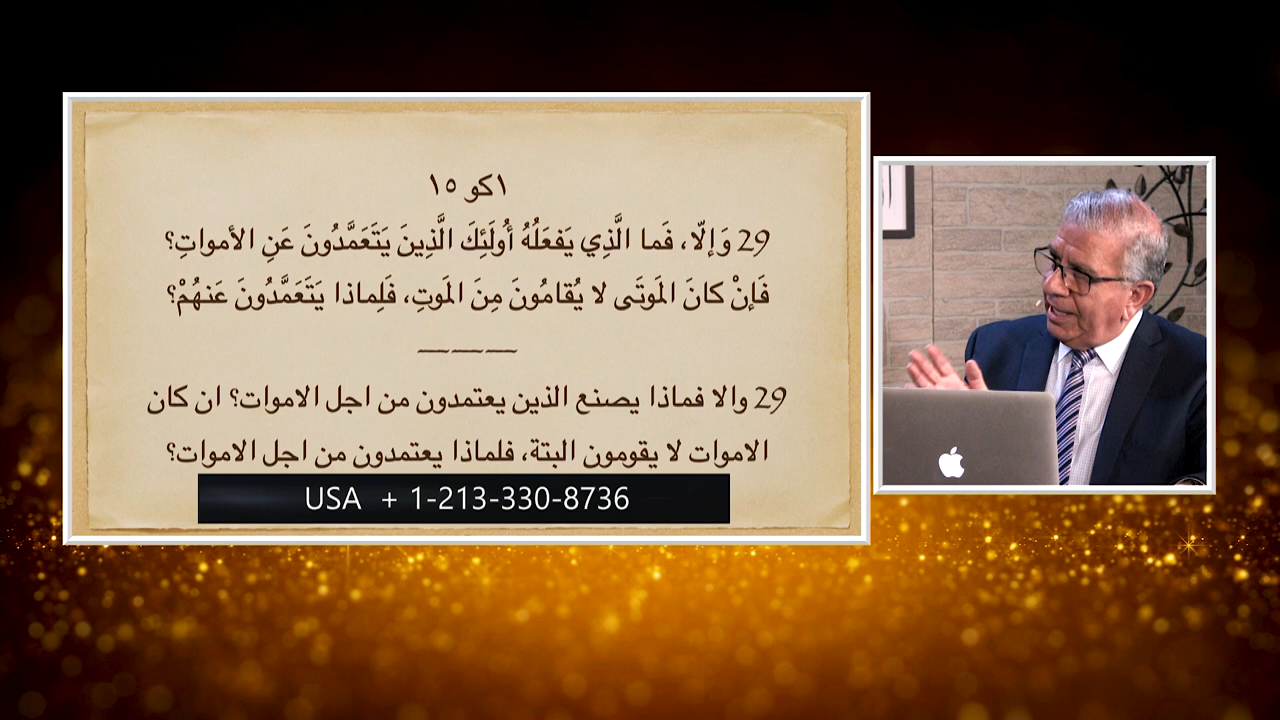 ١كو ١٥
29 وَإلّا، فَما الَّذِي يَفعَلُهُ أُولَئِكَ الَّذِينَ يَتَعَمَّدُونَ عَنِ الأمواتِ؟
فَإنْ كانَ المَوتَى لا يُقامُونَ مِنَ المَوتِ، فَلِماذا يَتَعَمَّدُونَ عَنهُمْ؟
29 والا فماذا يصنع الذين يعتمدون من اجل الاموات؟ ان كان
الاموات لا يقومون البتة، فلماذا يعتمدون من اجل الاموات؟
USA + 1-213-330-8736